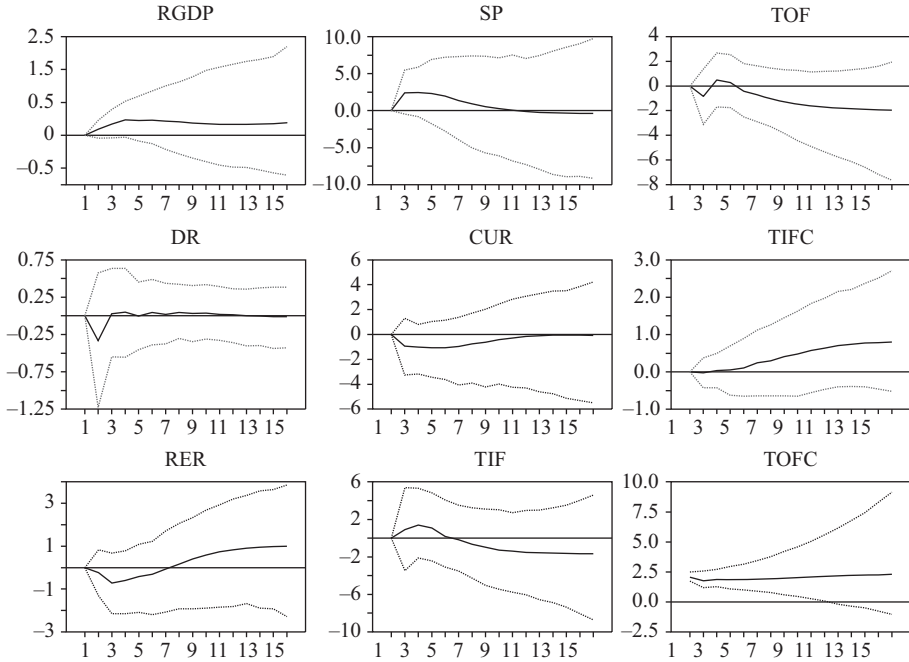 RGDP
2.5
1.5
0.5
0
–0.5
1 3 5 7 9 11 13 15
SP
10.0
5.0
0.0
–5.0
–10.0
1 3 5 7 9 11 13 15
TOF
4
2
0
–2
–4
–6
–8
1 3 5 7 9 11 13 15
DR
0.75
0.25
–0.25
–0.75
–1.25
1 3 5 7 9 11 13 15
CUR
6
4
2
0
–2
–4
–6
1 3 5 7 9 11 13 15
TIFC
3.0
2.0
1.0
0.0
–1.0
1 3 5 7 9 11 13 15
RER
3
1
–1
–3
1 3 5 7 9 11 13 15
TIF
6
2
–2
–6
–10
1 3 5 7 9 11 13 15
TOFC
10.0
7.5
5.0
2.5
0.0
–2.5
1 3 5 7 9 11 13 15